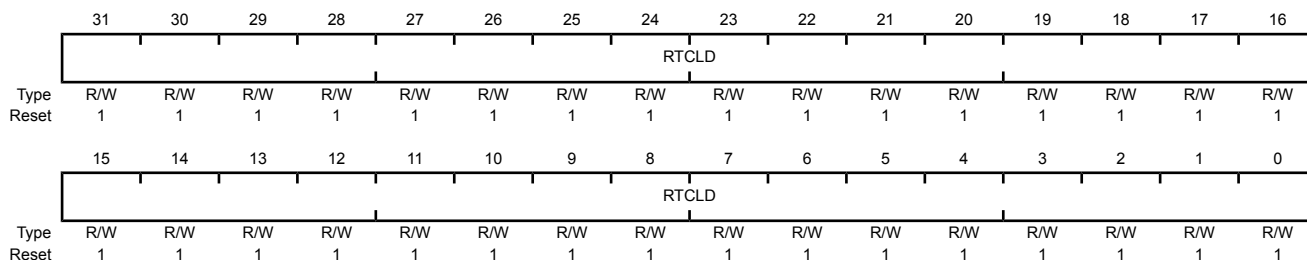 31 30 29 28 27 26 25 24 23 22 21 20 19 18 17 16
RTCLD
Type R/W R/W R/W R/W R/W R/W R/W R/W R/W R/W R/W R/W R/W R/W R/W R/W
Reset 1 1 1 1 1 1 1 1 1 1 1 1 1 1 1 1
15 14 13 12 11 10 9 8 7 6 5 4 3 2 1 0
RTCLD
Type R/W R/W R/W R/W R/W R/W R/W R/W R/W R/W R/W R/W R/W R/W R/W R/W
Reset 1 1 1 1 1 1 1 1 1 1 1 1 1 1 1 1